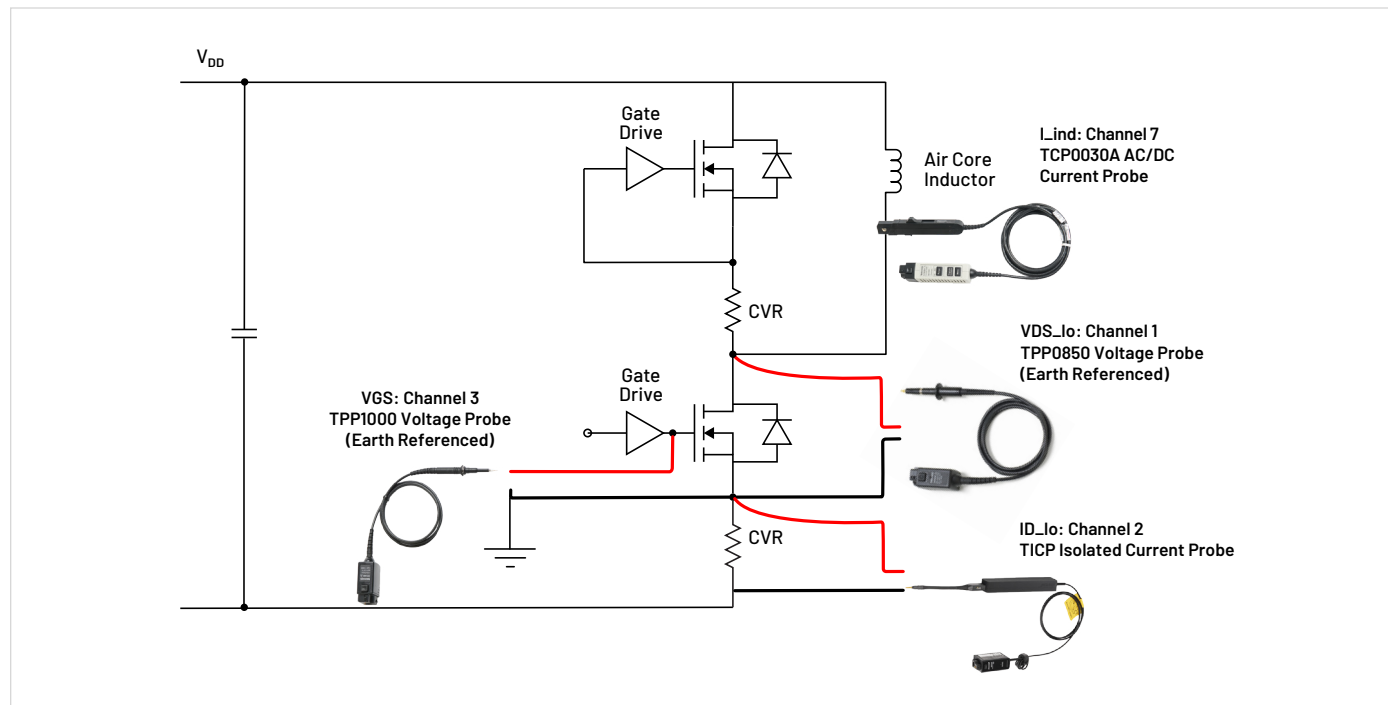 V_DD
Gate
Drive
Air Core
Inductor
I_ind: Channel 7
TCP0030A AC/DC
Current Probe
CVR
VDS_lo: Channel 1
TPP0850 Voltage Probe
(Earth Referenced)
Gate
Drive
VGS: Channel 3
TPP1000 Voltage Probe
(Earth Referenced)
CVR
ID_lo: Channel 2
TICP Isolated Current Probe